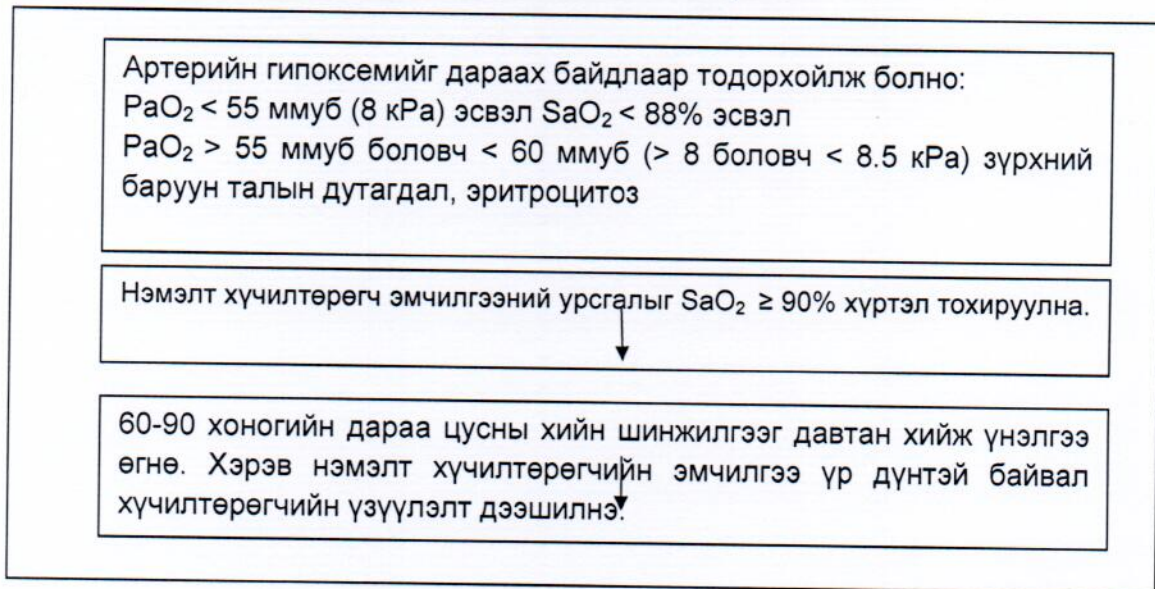 Артерийн гипоксемийг дараах байдлаар тодорхойлж болно:
PaO₂ < 55 ммуб (8 кРа) эсвэл SaO₂ < 88% эсвэл
PaO₂ > 55 ммуб боловч < 60 ммуб (> 8 боловч < 8.5 кРа) зүрхний
баруун талын дутагдал, эритроцитоз
Нэмэлт хүчилтөрөгч эмчилгээний урсгалыг SaO₂ ≥ 90% хүртэл тохируулна.
60-90 хоногийн дараа цусны хийн шинжилгээг давтан хийж үнэлгээ
өгнө. Хэрэв нэмэлт хүчилтөрөгчийн эмчилгээ үр дүнтэй байвал
хүчилтөрөгчийн үзүүлэлт дээшилнэ.